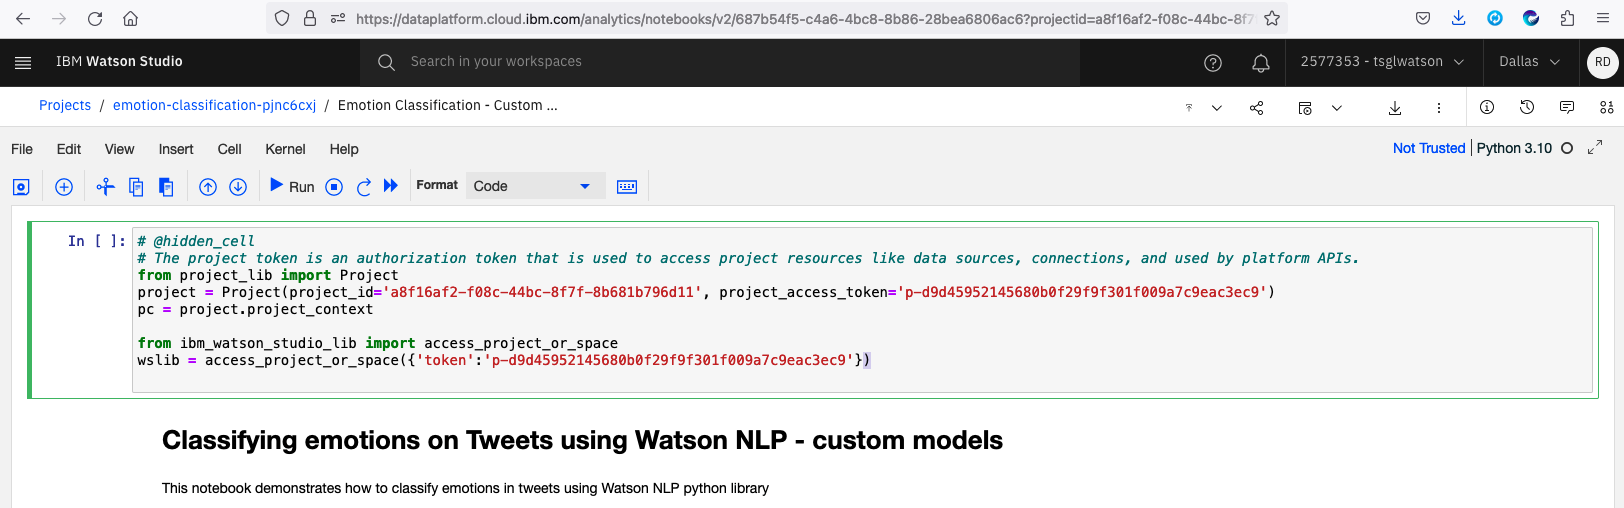 https://dataplatform.cloud.ibm.com/analytics/notebooks/v2/687b54f5-c4a6-4bc8-8b86-28bea6806ac6?projectid=a8f16af2-f08c-44bc-8f7
IBM Watson Studio
Search in your workspaces
2577353 - tsglwatson
Dallas
RD
Projects / emotion-classification-pjnc6cxj / Emotion Classification - Custom ...
File Edit View Insert Cell Kernel Help
Not Trusted Python 3.10
Run
Format
Code
In [ ]:
# @hidden_cell
# The project token is an authorization token that is used to access project resources like data sources, connections, and used by platform APIs.
from project_lib import Project
project = Project(project_id='a8f16af2-f08c-44bc-8f7f-8b681b796d11', project_access_token='p-d9d45952145680b0f29f9f301f009a7c9eac3ec9')
pc = project.project_context
from ibm_watson_studio_lib import access_project_or_space
wslib = access_project_or_space({'token':'p-d9d45952145680b0f29f9f301f009a7c9eac3ec9'})
Classifying emotions on Tweets using Watson NLP - custom models
This notebook demonstrates how to classify emotions in tweets using Watson NLP python library